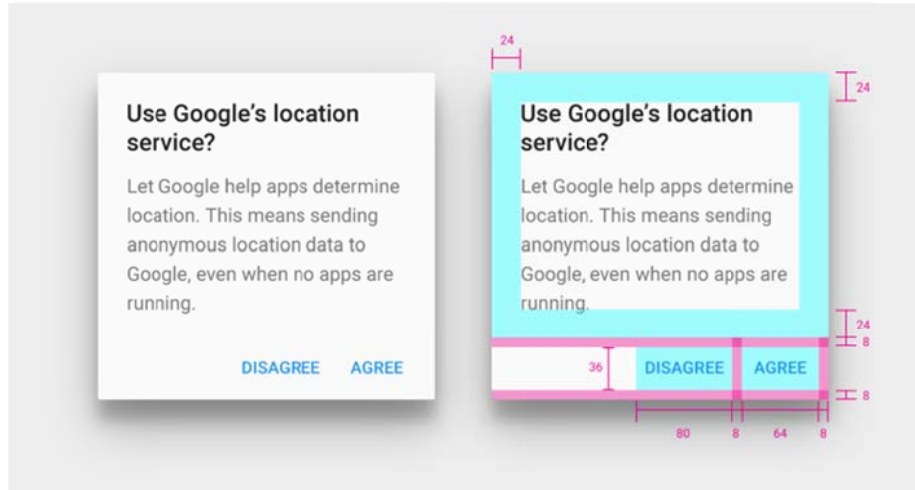 Use Google's location
service?
Let Google help apps determine
location. This means sending
anonymous location data to
Google, even when no apps are
running.
DISAGREE AGREE
24
24
Use Google's location
service?
Let Google help apps determine
location. This means sending
anonymous location data to
Google, even when no apps are
running.
24
8
36 DISAGREE AGREE
8
80 8 64 8